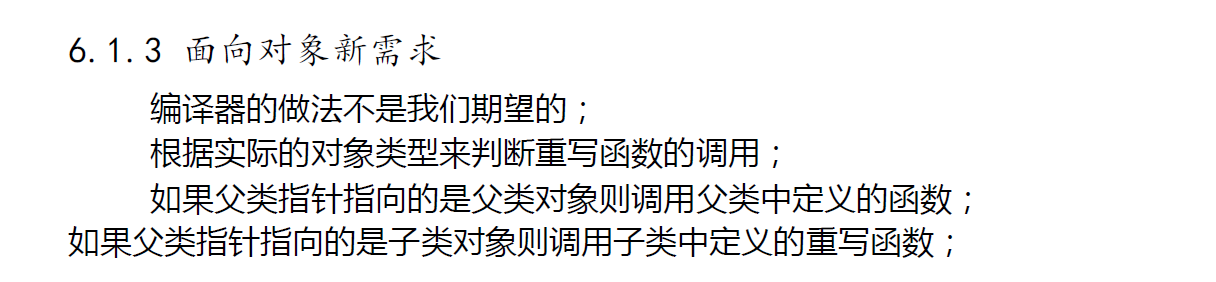 6.1.3 面向对象新需求
编译器的做法不是我们期望的；
根据实际的对象类型来判断重写函数的调用；
如果父类指针指向的是父类对象则调用父类中定义的函数；
如果父类指针指向的是子类对象则调用子类中定义的重写函数；